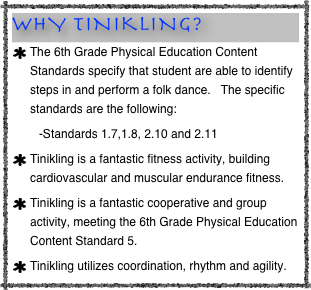 WHY TINIKLING?
✱ The 6th Grade Physical Education Content
Standards specify that student are able to identify
steps in and perform a folk dance.   The specific
standards are the following:
-Standards 1.7,1.8, 2.10 and 2.11
✱ Tinikling is a fantastic fitness activity, building
cardiovascular and muscular endurance fitness.
✱ Tinikling is a fantastic cooperative and group
activity, meeting the 6th Grade Physical Education
Content Standard 5.
✱ Tinikling utilizes coordination, rhythm and agility.